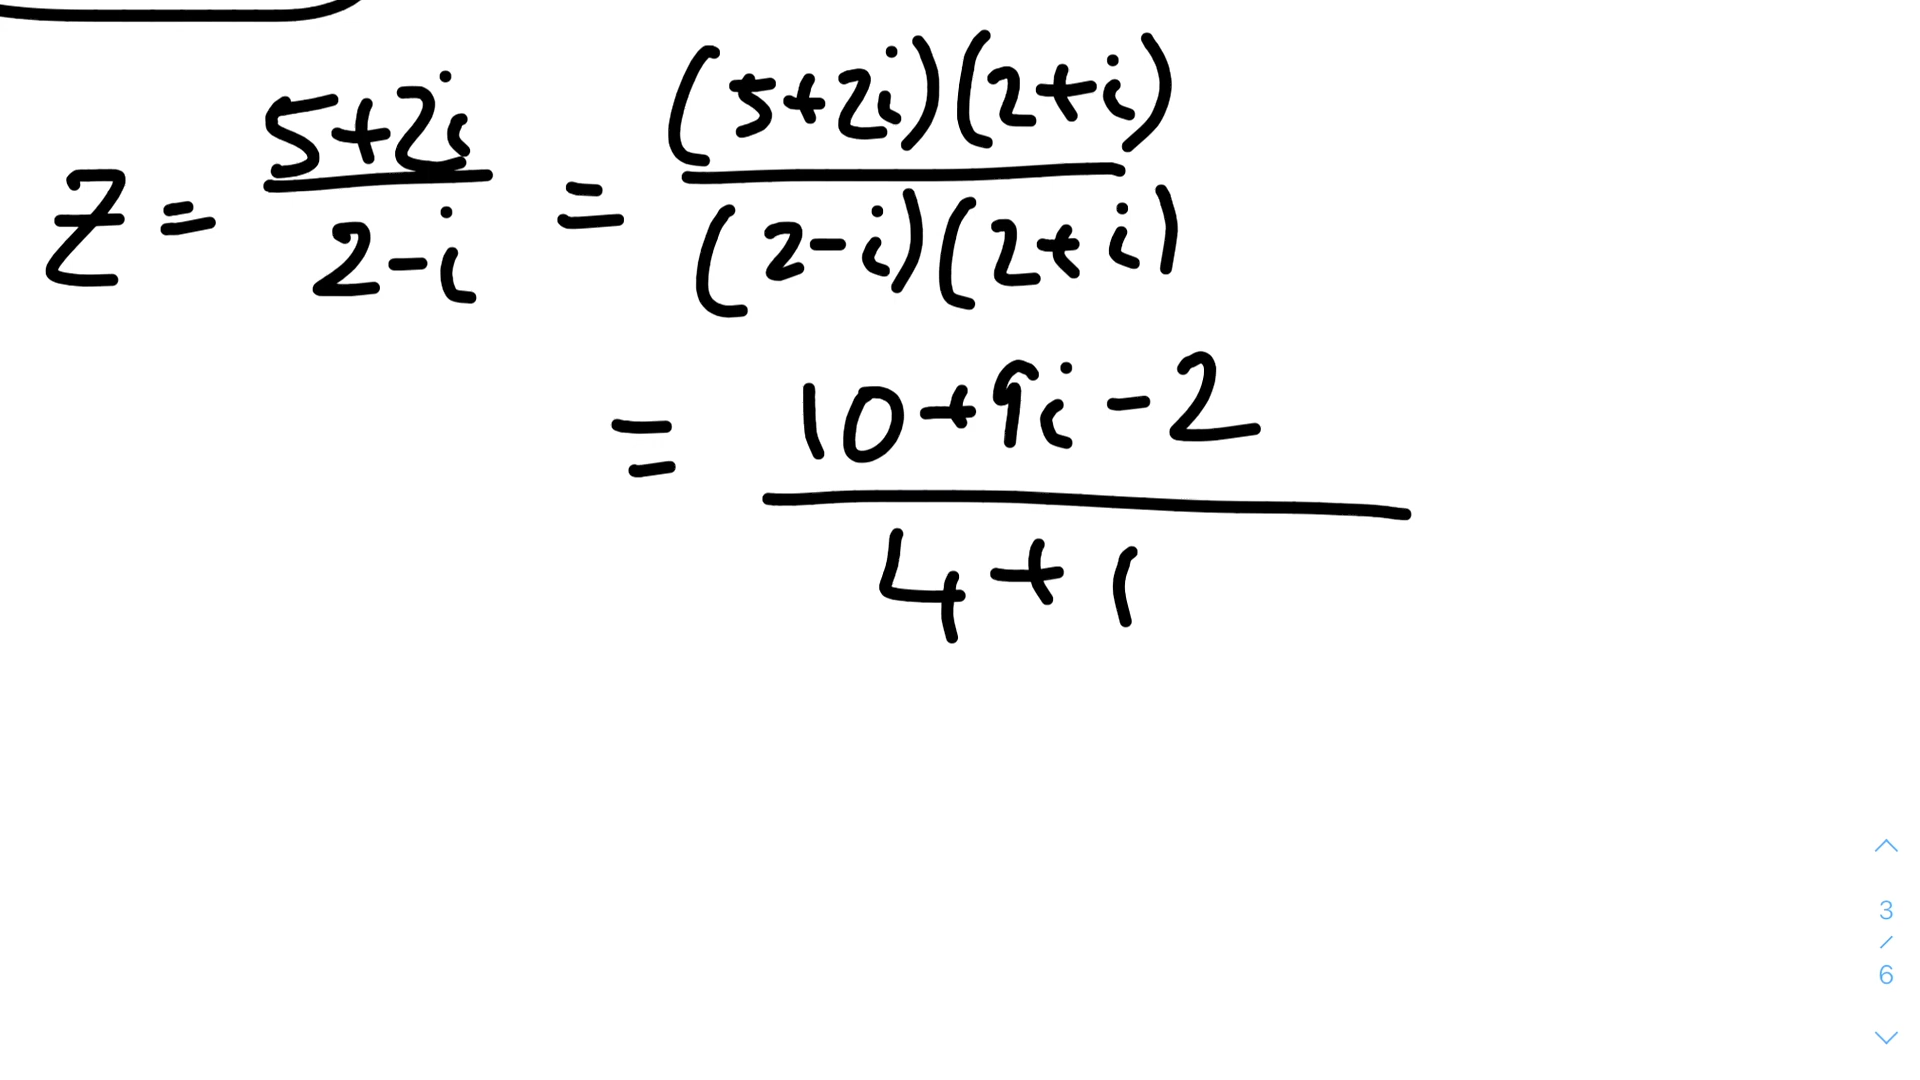 z = (5+2i)/(2-i) = ((5+2i)(2+i))/((2-i)(2+i))
= (10+9i-2)/(4+1)
3
/
6